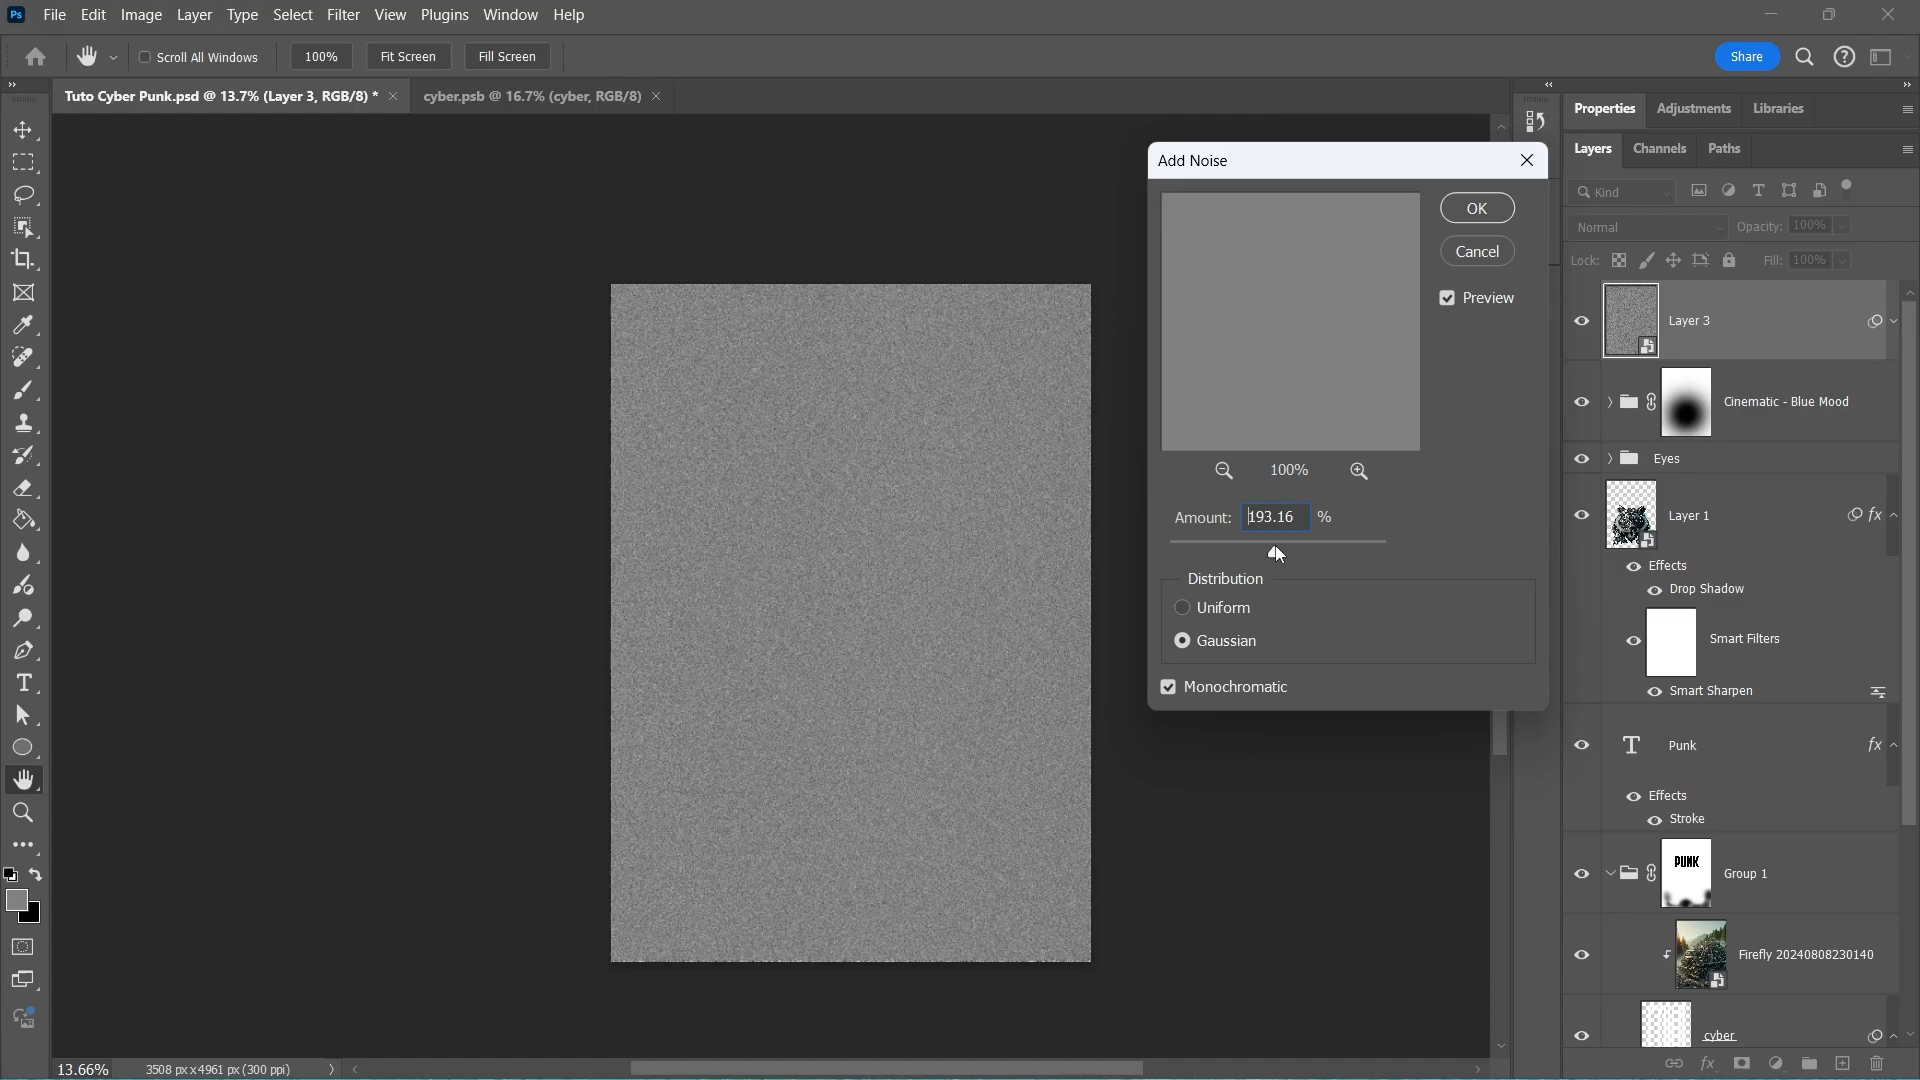 Ps File Edit Image Layer Type Select Filter View Plugins Window Help
Scroll All Windows 100% Fit Screen Fill Screen Share
Tuto Cyber Punk.psd @ 13.7% (Layer 3, RGB/8) * cyber.psb @ 16.7% (cyber, RGB/8)
Add Noise
OK
Cancel
Preview
100%
Amount: 193.16 %
Distribution
Uniform
Gaussian
Monochromatic
Properties Adjustments Libraries
Layers Channels Paths
Kind
Normal Opacity: 100%
Lock: Fill: 100%
Layer 3
Cinematic - Blue Mood
Eyes
Layer 1 fx
Effects
Drop Shadow
Smart Filters
Smart Sharpen
T Punk fx
Effects
Stroke
PUNK Group 1
Firefly 20240808230140
cyber
fx
13.66% 3508 px x 4961 px (300 ppi)